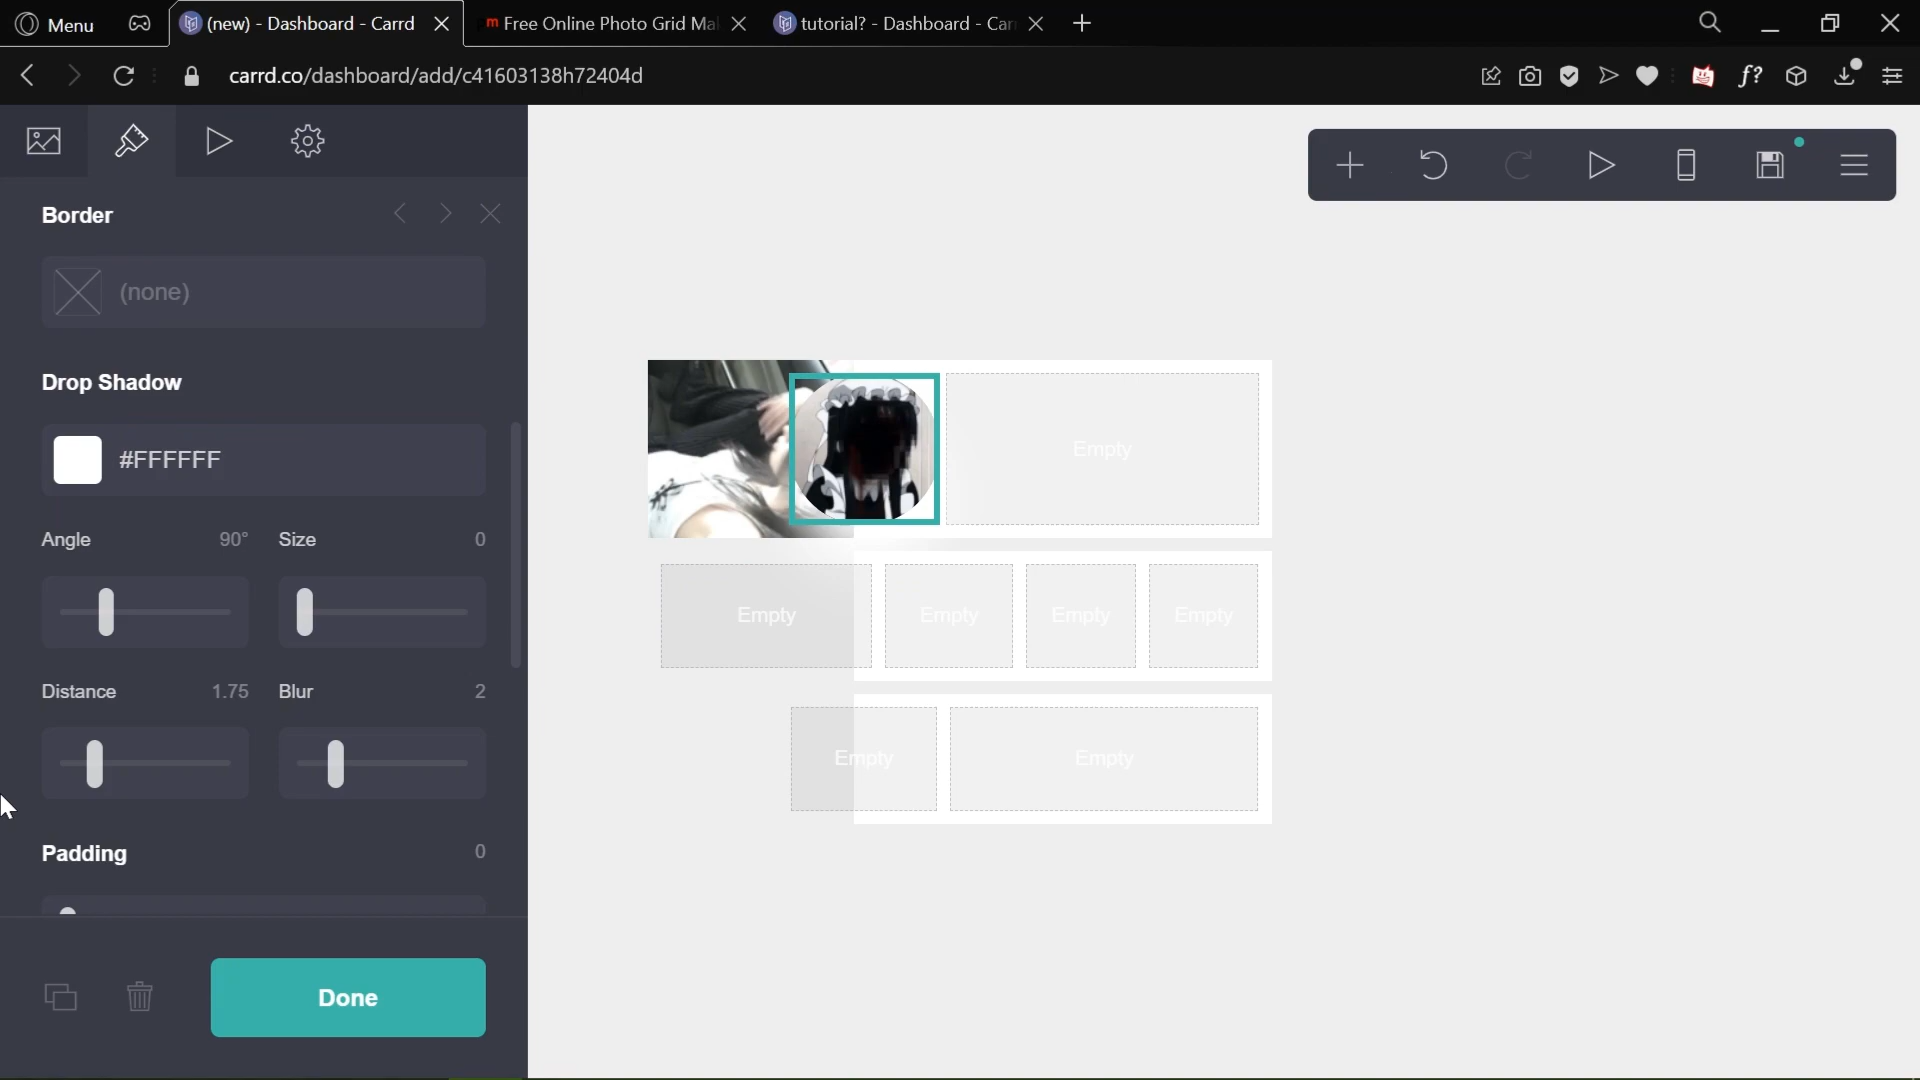 Menu
(new) - Dashboard - Carrd
m Free Online Photo Grid Ma
tutorial? - Dashboard - Car
carrd.co/dashboard/add/c41603138h72404d
f?
Border
(none)
Drop Shadow
#FFFFFF
Angle 90° Size 0
Distance 1.75 Blur 2
Padding 0
Done
Empty
Empty Empty Empty Empty
Empty Empty